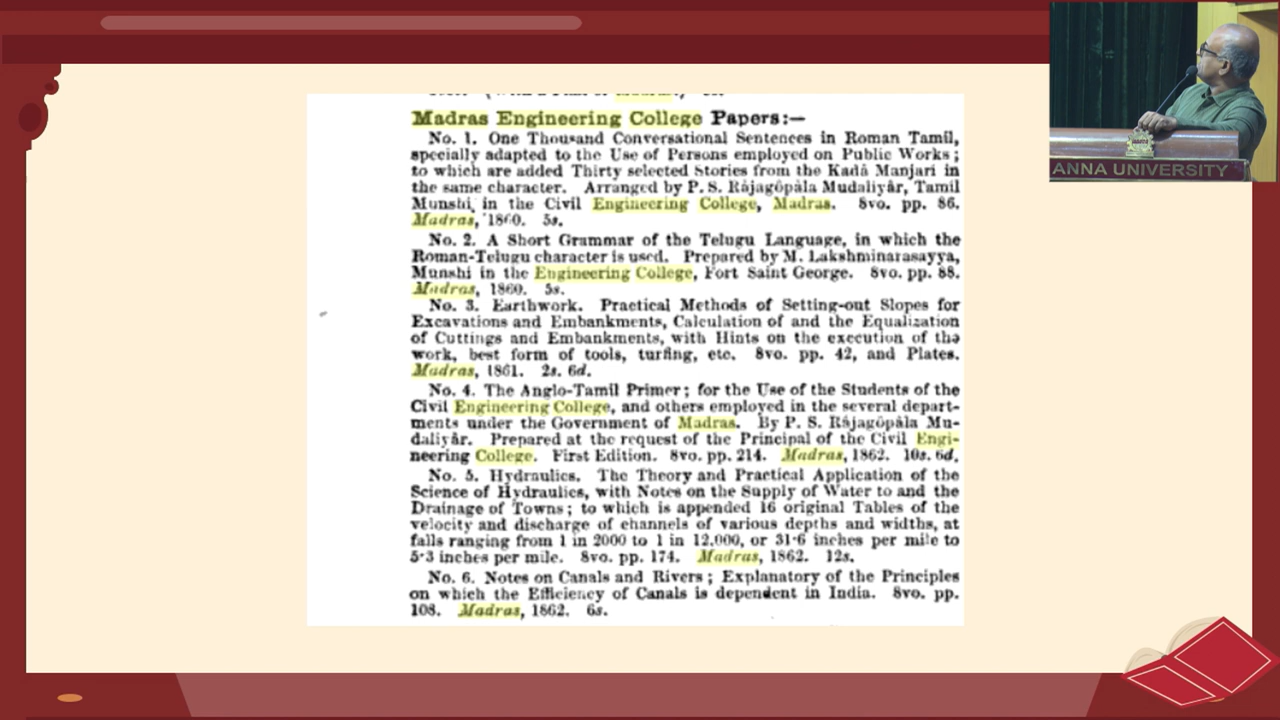 Madras Engineering College Papers:—
No. 1. One Thousand Conversational Sentences in Roman Tamil,
specially adapted to the Use of Persons employed on Public Works;
to which are added Thirty selected Stories from the Kadâ Manjari in
the same character. Arranged by P. S. Râjagôpâla Mudaliyâr, Tamil
Munshi in the Civil Engineering College, Madras. 8vo. pp. 86.
Madras, 1860. 5s.
No. 2. A Short Grammar of the Telugu Language, in which the
Roman-Telugu character is used. Prepared by M. Lakshminarasayya,
Munshi in the Engineering College, Fort Saint George. 8vo. pp. 88.
Madras, 1860. 5s.
No. 3. Earthwork. Practical Methods of Setting-out Slopes for
Excavations and Embankments, Calculation of and the Equalization
of Cuttings and Embankments, with Hints on the execution of the
work, best form of tools, turfing, etc. 8vo. pp. 42, and Plates.
Madras, 1861. 2s. 6d.
No. 4. The Anglo-Tamil Primer; for the Use of the Students of the
Civil Engineering College, and others employed in the several depart-
ments under the Government of Madras. By P. S. Râjagôpâla Mu-
daliyâr. Prepared at the request of the Principal of the Civil Engi-
neering College. First Edition. 8vo. pp. 214. Madras, 1862. 10s. 6d.
No. 5. Hydraulics. The Theory and Practical Application of the
Science of Hydraulics, with Notes on the Supply of Water to and the
Drainage of Towns; to which is appended 16 original Tables of the
velocity and discharge of channels of various depths and widths, at
falls ranging from 1 in 2000 to 1 in 12,000, or 31·6 inches per mile to
5·3 inches per mile. 8vo. pp. 174. Madras, 1862. 12s.
No. 6. Notes on Canals and Rivers; Explanatory of the Principles
on which the Efficiency of Canals is dependent in India. 8vo. pp.
108. Madras, 1862. 6s.
ANNA UNIVERSITY